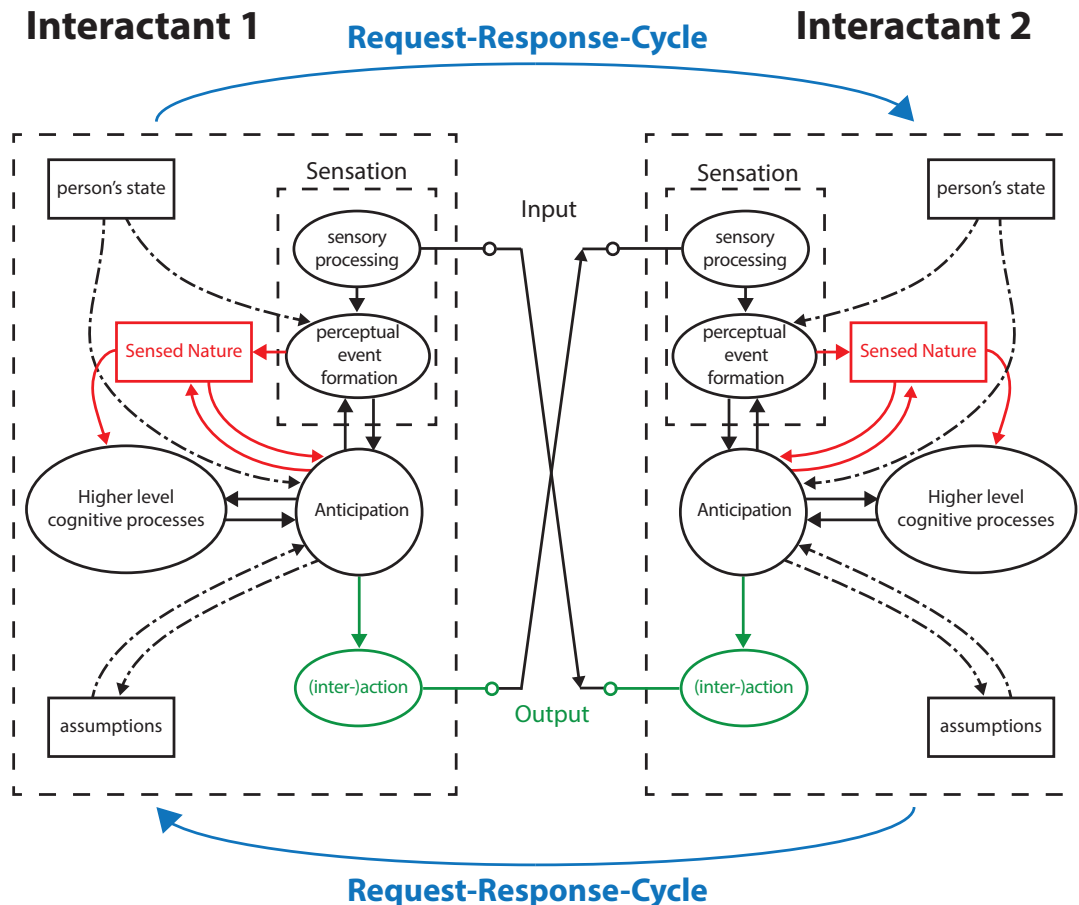 Interactant 1
Request-Response-Cycle
Interactant 2
Sensation
person's state
sensory
processing
Input
Sensation
sensory
processing
person's state
Sensed Nature
perceptual
event
formation
perceptual
event
formation
Sensed Nature
Higher level
cognitive processes
Anticipation
Anticipation
Higher level
cognitive processes
(inter-)action
Output
(inter-)action
assumptions
assumptions
Request-Response-Cycle